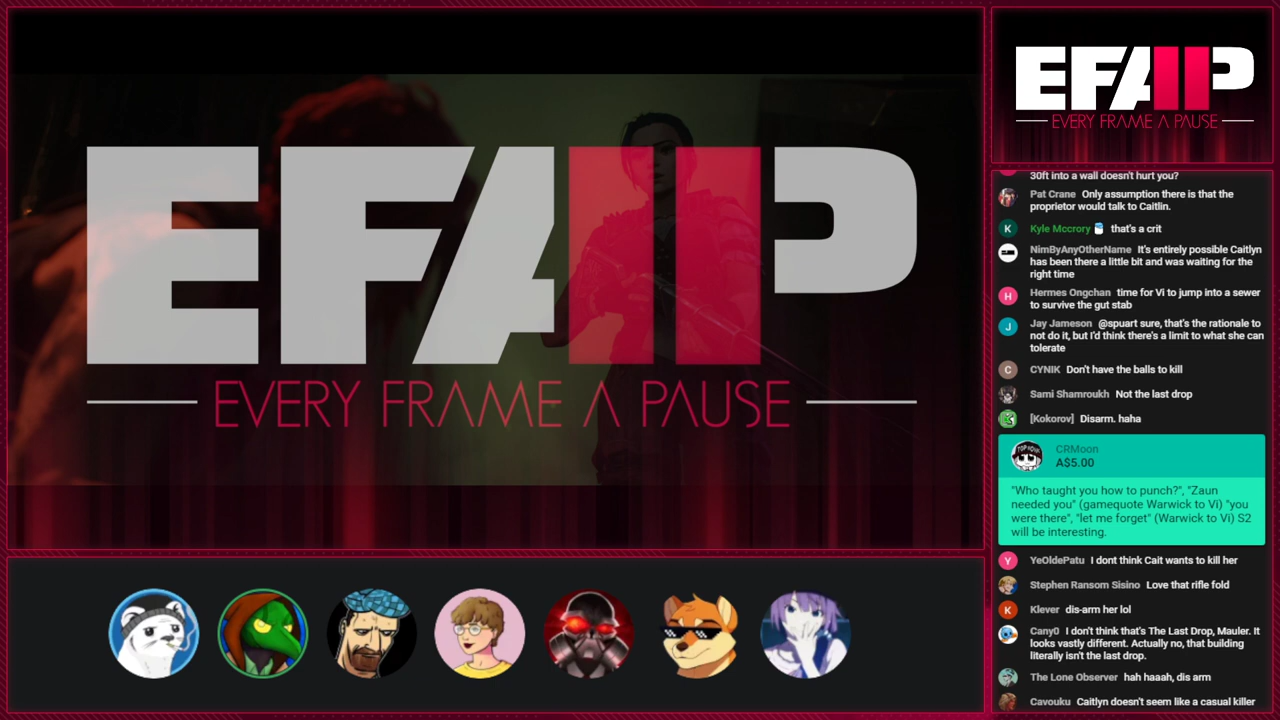 EFAP
EVERY FRAME A PAUSE
EFAP
EVERY FRAME A PAUSE
30ft into a wall doesn't hurt you?
Pat Crane Only assumption there is that the
proprietor would talk to Caitlin.
K Kyle Mccrory that's a crit
NimByAnyOtherName It's entirely possible Caitlyn
has been there a little bit and was waiting for the
right time
H Hermes Ongchan time for Vi to jump into a sewer
to survive the gut stab
J Jay Jameson @spuart sure, that's the rationale to
not do it, but I'd think there's a limit to what she can
tolerate
C CYNIK Don't have the balls to kill
Sami Shamroukh Not the last drop
[Kokorov] Disarm. haha
CRMoon
A$5.00
"Who taught you how to punch?", "Zaun
needed you" (gamequote Warwick to Vi) "you
were there", "let me forget" (Warwick to Vi) S2
will be interesting.
Y YeOldePatu I dont think Cait wants to kill her
Stephen Ransom Sisino Love that rifle fold
K Klever dis-arm her lol
Cany0 I don't think that's The Last Drop, Mauler. It
looks vastly different. Actually no, that building
literally isn't the last drop.
The Lone Observer hah haaah, dis arm
Cavouku Caitlyn doesn't seem like a casual killer